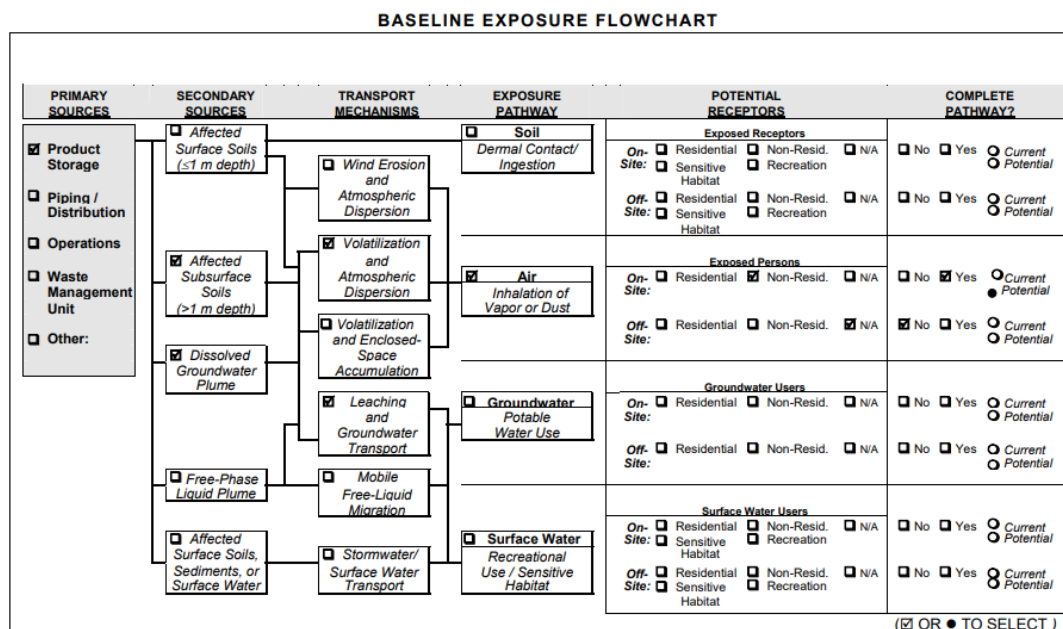 BASELINE EXPOSURE FLOWCHART
PRIMARY
SOURCES
SECONDARY
SOURCES
TRANSPORT
MECHANISMS
EXPOSURE
PATHWAY
POTENTIAL
RECEPTORS
COMPLETE
PATHWAY?
☑ Product
Storage
☐ Piping /
Distribution
☐ Operations
☐ Waste
Management
Unit
☐ Other:
☐ Affected
Surface Soils
(≤1 m depth)
☑ Affected
Subsurface
Soils
(>1 m depth)
☑ Dissolved
Groundwater
Plume
☐ Free-Phase
Liquid Plume
☐ Affected
Surface Soils,
Sediments, or
Surface Water
☐ Wind Erosion
and
Atmospheric
Dispersion
☑ Volatilization
and
Atmospheric
Dispersion
☐ Volatilization
and Enclosed-
Space
Accumulation
☑ Leaching
and
Groundwater
Transport
☐ Mobile
Free-Liquid
Migration
☐ Stormwater/
Surface Water
Transport
☐ Soil
Dermal Contact/
Ingestion
☑ Air
Inhalation of
Vapor or Dust
☐ Groundwater
Potable
Water Use
☐ Surface Water
Recreational
Use / Sensitive
Habitat
Exposed Receptors
On- ☐ Residential ☐ Non-Resid. ☐ N/A ☐ No ☐ Yes ○ Current
Site: ☐ Sensitive ☐ Recreation ○ Potential
Habitat
Off- ☐ Residential ☐ Non-Resid. ☐ N/A ☐ No ☐ Yes ○ Current
Site: ☐ Sensitive ☐ Recreation ○ Potential
Habitat
Exposed Persons
On- ☐ Residential ☑ Non-Resid. ☐ N/A ☐ No ☑ Yes ○ Current
Site: ● Potential
Off- ☐ Residential ☐ Non-Resid. ☑ N/A ☑ No ☐ Yes ○ Current
Site: ○ Potential
Groundwater Users
On- ☐ Residential ☐ Non-Resid. ☐ N/A ☐ No ☐ Yes ○ Current
Site: ○ Potential
Off- ☐ Residential ☐ Non-Resid. ☐ N/A ☐ No ☐ Yes ○ Current
Site: ○ Potential
Surface Water Users
On- ☐ Residential ☐ Non-Resid. ☐ N/A ☐ No ☐ Yes ○ Current
Site: ☐ Sensitive ☐ Recreation ○ Potential
Habitat
Off- ☐ Residential ☐ Non-Resid. ☐ N/A ☐ No ☐ Yes ○ Current
Site: ☐ Sensitive ☐ Recreation ○ Potential
Habitat
(☑ OR ● TO SELECT )